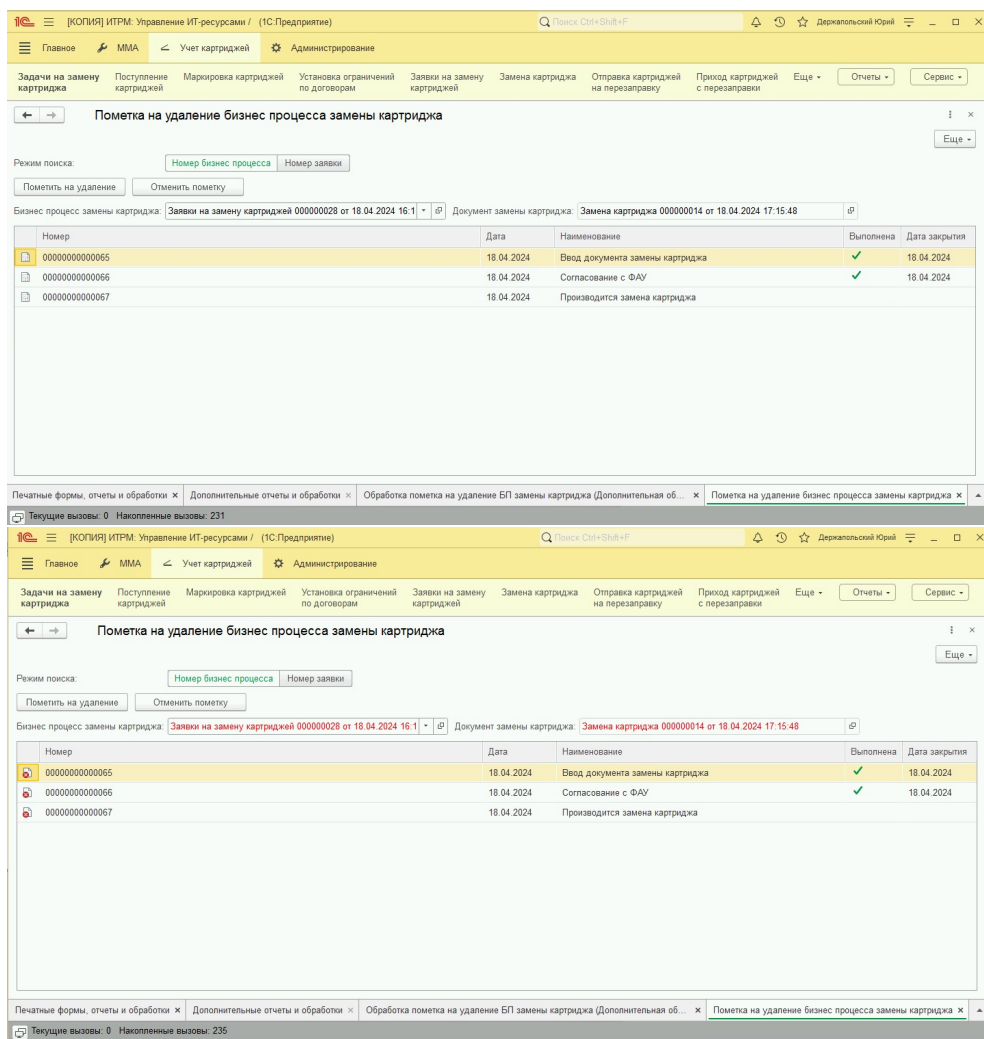 1С [КОПИЯ] ИТРМ: Управление ИТ-ресурсами / (1С:Предприятие) Поиск Ctrl+Shift+F Держапольский Юрий
Главное ММА Учет картриджей Администрирование
Задачи на замену картриджа Поступление картриджей Маркировка картриджей Установка ограничений по договорам Заявки на замену картриджей Замена картриджа Отправка картриджей на перезаправку Приход картриджей с перезаправки Еще Отчеты Сервис
Пометка на удаление бизнес процесса замены картриджа
Еще
Режим поиска: Номер бизнес процесса Номер заявки
Пометить на удаление Отменить пометку
Бизнес процесс замены картриджа: Заявки на замену картриджей 000000028 от 18.04.2024 16:1 Документ замены картриджа: Замена картриджа 000000014 от 18.04.2024 17:15:48
Номер Дата Наименование Выполнена Дата закрытия
00000000000065 18.04.2024 Ввод документа замены картриджа 18.04.2024
00000000000066 18.04.2024 Согласование с ФАУ 18.04.2024
00000000000067 18.04.2024 Производится замена картриджа
Печатные формы, отчеты и обработки Дополнительные отчеты и обработки Обработка пометка на удаление БП замены картриджа (Дополнительная об... Пометка на удаление бизнес процесса замены картриджа
Текущие вызовы: 0 Накопленные вызовы: 231
1С [КОПИЯ] ИТРМ: Управление ИТ-ресурсами / (1С:Предприятие) Поиск Ctrl+Shift+F Держапольский Юрий
Главное ММА Учет картриджей Администрирование
Задачи на замену картриджа Поступление картриджей Маркировка картриджей Установка ограничений по договорам Заявки на замену картриджей Замена картриджа Отправка картриджей на перезаправку Приход картриджей с перезаправки Еще Отчеты Сервис
Пометка на удаление бизнес процесса замены картриджа
Еще
Режим поиска: Номер бизнес процесса Номер заявки
Пометить на удаление Отменить пометку
Бизнес процесс замены картриджа: Заявки на замену картриджей 000000028 от 18.04.2024 16:1 Документ замены картриджа: Замена картриджа 000000014 от 18.04.2024 17:15:48
Номер Дата Наименование Выполнена Дата закрытия
00000000000065 18.04.2024 Ввод документа замены картриджа 18.04.2024
00000000000066 18.04.2024 Согласование с ФАУ 18.04.2024
00000000000067 18.04.2024 Производится замена картриджа
Печатные формы, отчеты и обработки Дополнительные отчеты и обработки Обработка пометка на удаление БП замены картриджа (Дополнительная об... Пометка на удаление бизнес процесса замены картриджа
Текущие вызовы: 0 Накопленные вызовы: 235